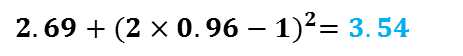 2.69 + (2 × 0.96 − 1)²= 3.54